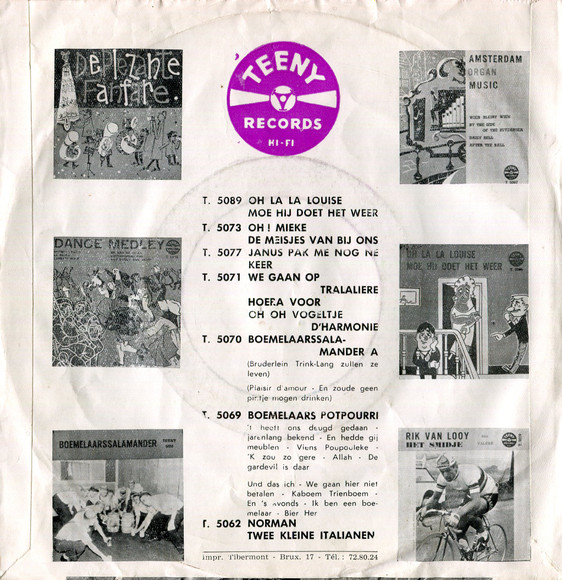 De plezante
Fanfare.
TEENY
RECORDS
HI-FI
AMSTERDAM
ORGAN
MUSIC
AFTER THE BALL
T. 5089 OH LA LA LOUISE
MOE HIJ DOET HET WEER
T. 5073 OH ! MIEKE
DE MEISJES VAN BIJ ONS
T. 5077 JANUS PAK ME NOG NE
KEER
T. 5071 WE GAAN OP
TRALALIERE
HOERA VOOR
OH OH VOGELTJE
D'HARMONIE
T. 5070 BOEMELAARSSALA-
MANDER A
(Bruderlein Trink-Lang zullen ze
leven)
(Plaisir d'amour - En zoude geen
pintje mogen drinken)
T. 5069 BOEMELAARS POTPOURRI
't heeft ons deugd gedaan -
jarenlang bekend - En hedde gij
meublen - Viens Poupouleke -
'K zou zo gere - Allah - De
gardevil is daar
Und das ich - We gaan hier niet
betalen - Kaboem Trienboem -
En 's avonds - Ik ben een boe-
melaar - Bier Her
T. 5062 NORMAN
TWEE KLEINE ITALIANEN
DANCE MEDLEY
OH LA LA LOUISE
MOE HIJ DOET HET WEER
BOEMELAARSSALAMANDER
RIK VAN LOOY
HET SMIDJE
impr. Tibermont - Brux. 17 - Tél. : 72.80.24